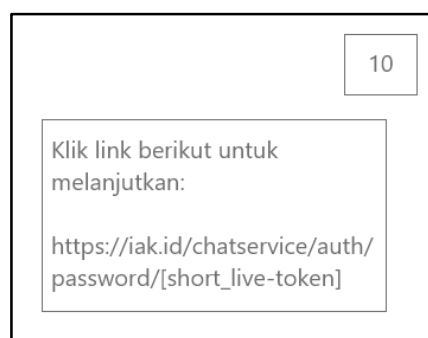 10
Klik link berikut untuk
melanjutkan:
https://iak.id/chatservice/auth/
password/[short_live-token]